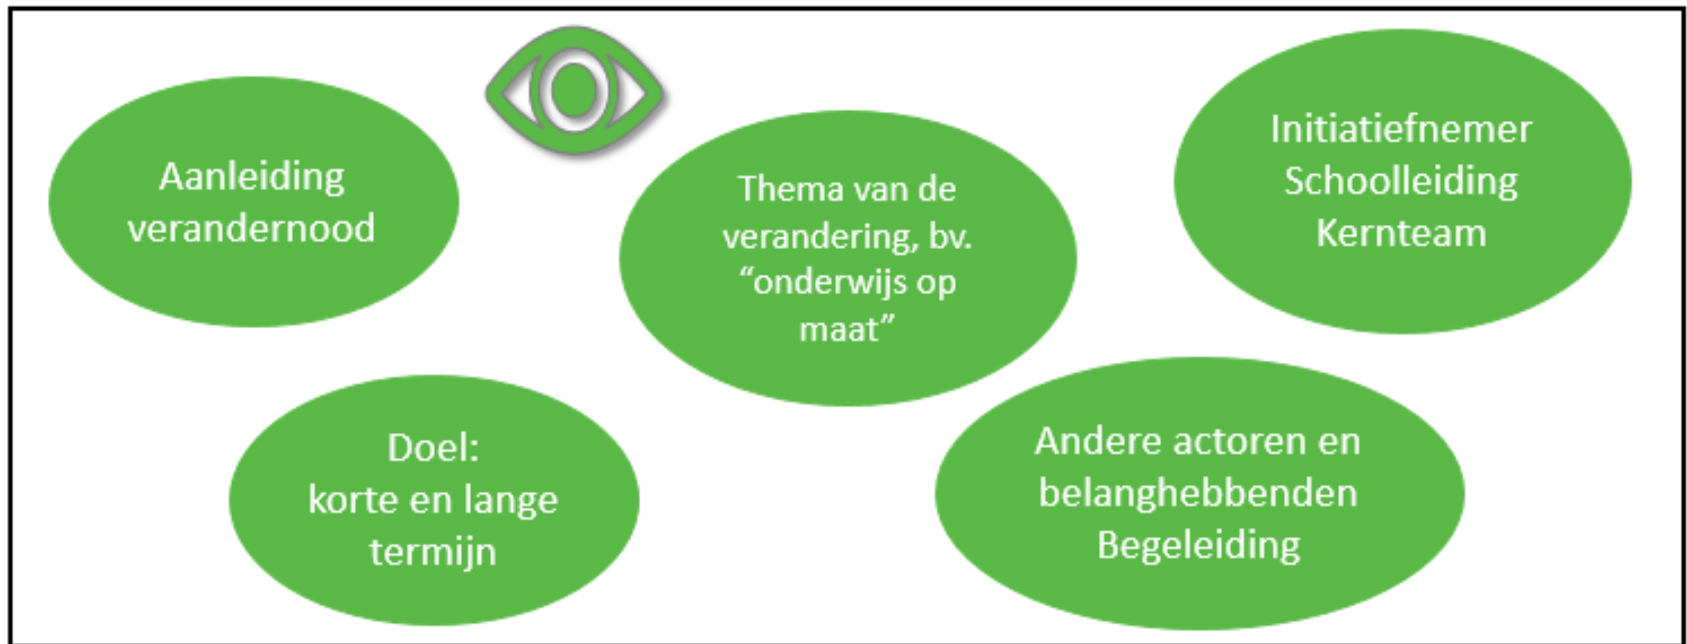 Aanleiding
verandernood
Thema van de
verandering, bv.
“onderwijs op
maat”
Initiatiefnemer
Schoolleiding
Kernteam
Doel:
korte en lange
termijn
Andere actoren en
belanghebbenden
Begeleiding